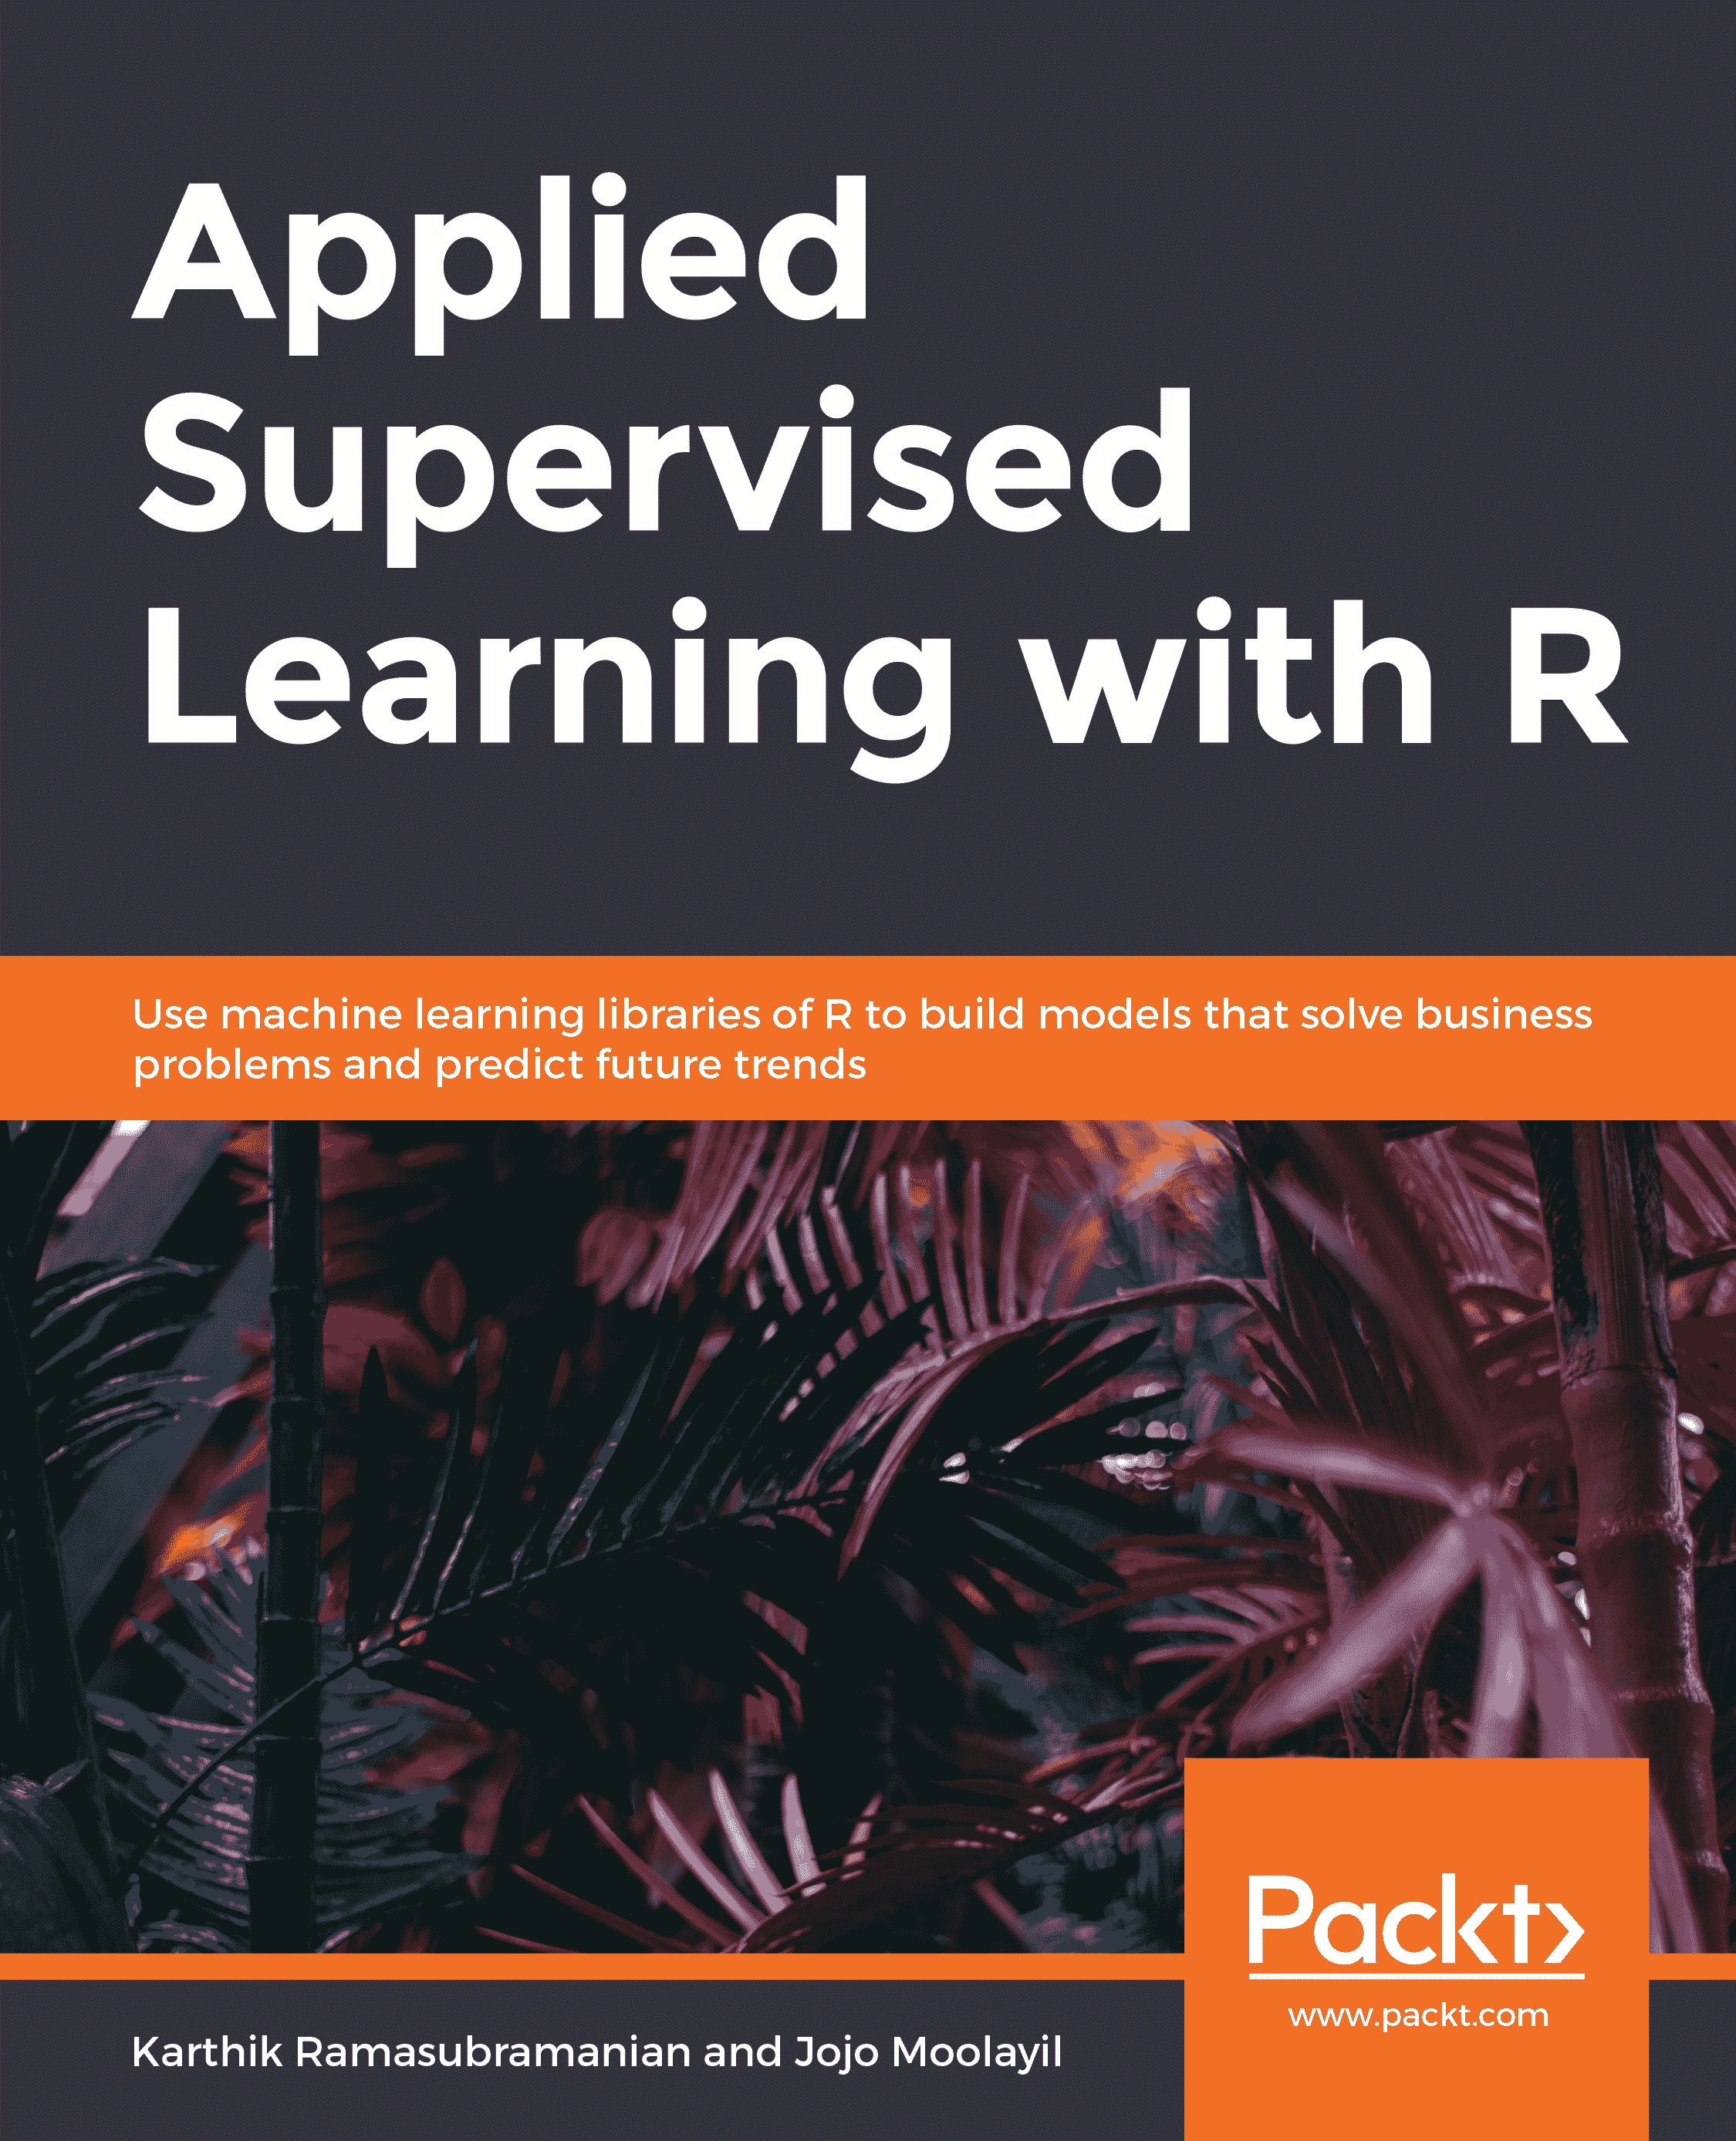 Applied
Supervised
Learning with R
Use machine learning libraries of R to build models that solve business
problems and predict future trends
Packt
www.packt.com
Karthik Ramasubramanian and Jojo Moolayil